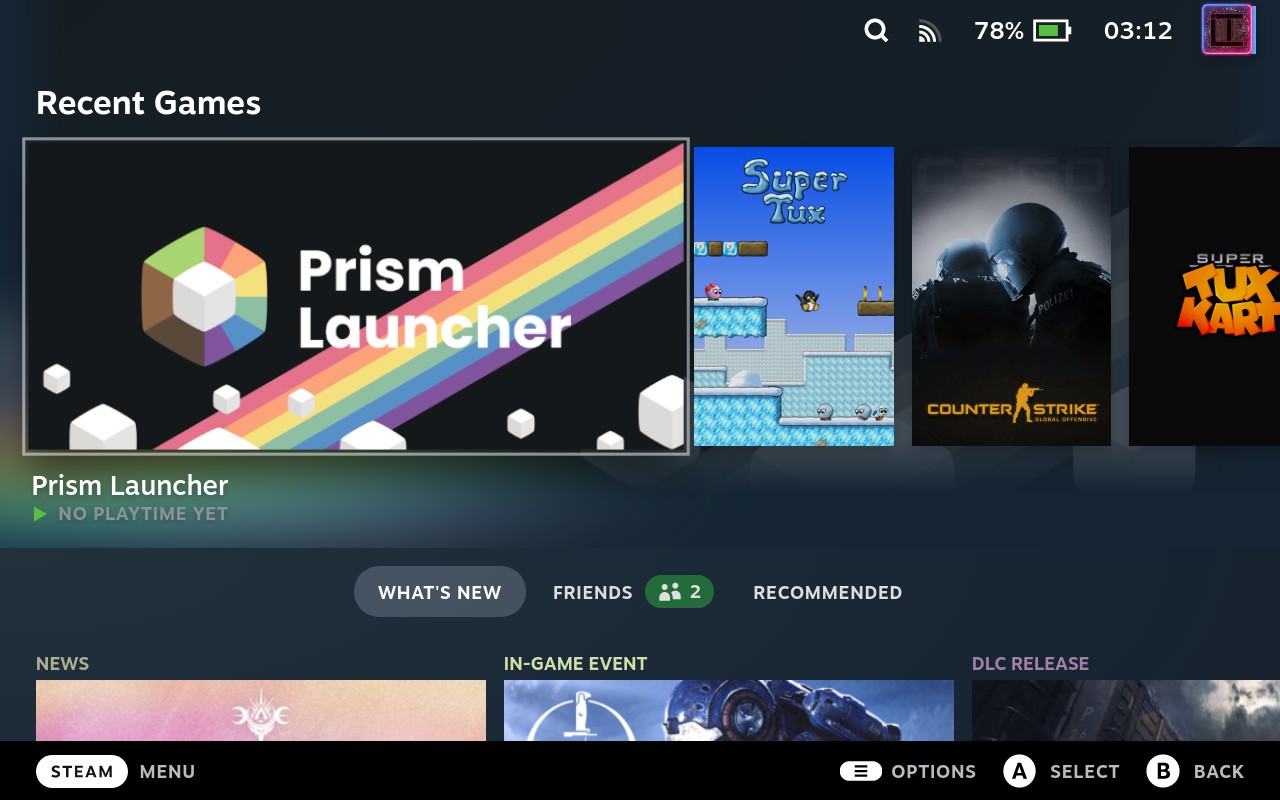 78%
03:12
Recent Games
Prism
Launcher
Super
Tux
CS:GO
POLIZEI
COUNTER STRIKE
GLOBAL OFFENSIVE
SUPER
TUX
KART
Prism Launcher
NO PLAYTIME YET
WHAT'S NEW
FRIENDS
2
RECOMMENDED
NEWS
IN-GAME EVENT
DLC RELEASE
STEAM
MENU
OPTIONS
A
SELECT
B
BACK